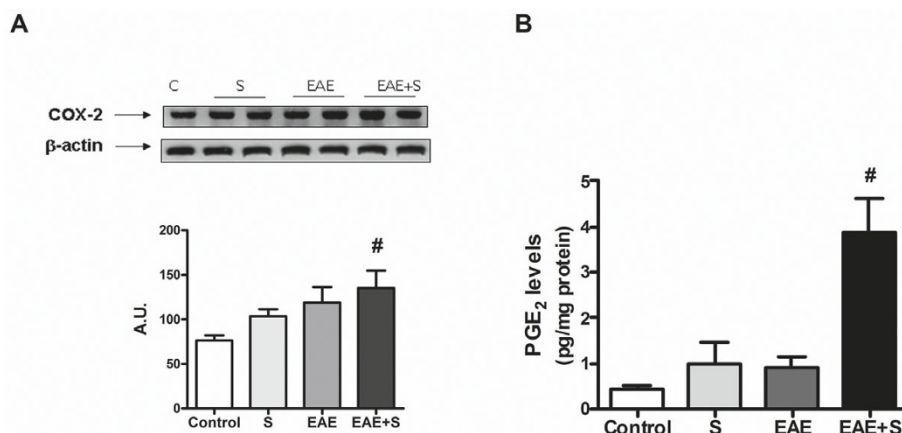 A
C S EAE EAE+S
COX-2
β-actin
200
150
100
50
0
A.U.
#
Control S EAE EAE+S
B
5
4
3
2
1
0
PGE₂ levels
(pg/mg protein)
#
Control S EAE EAE+S